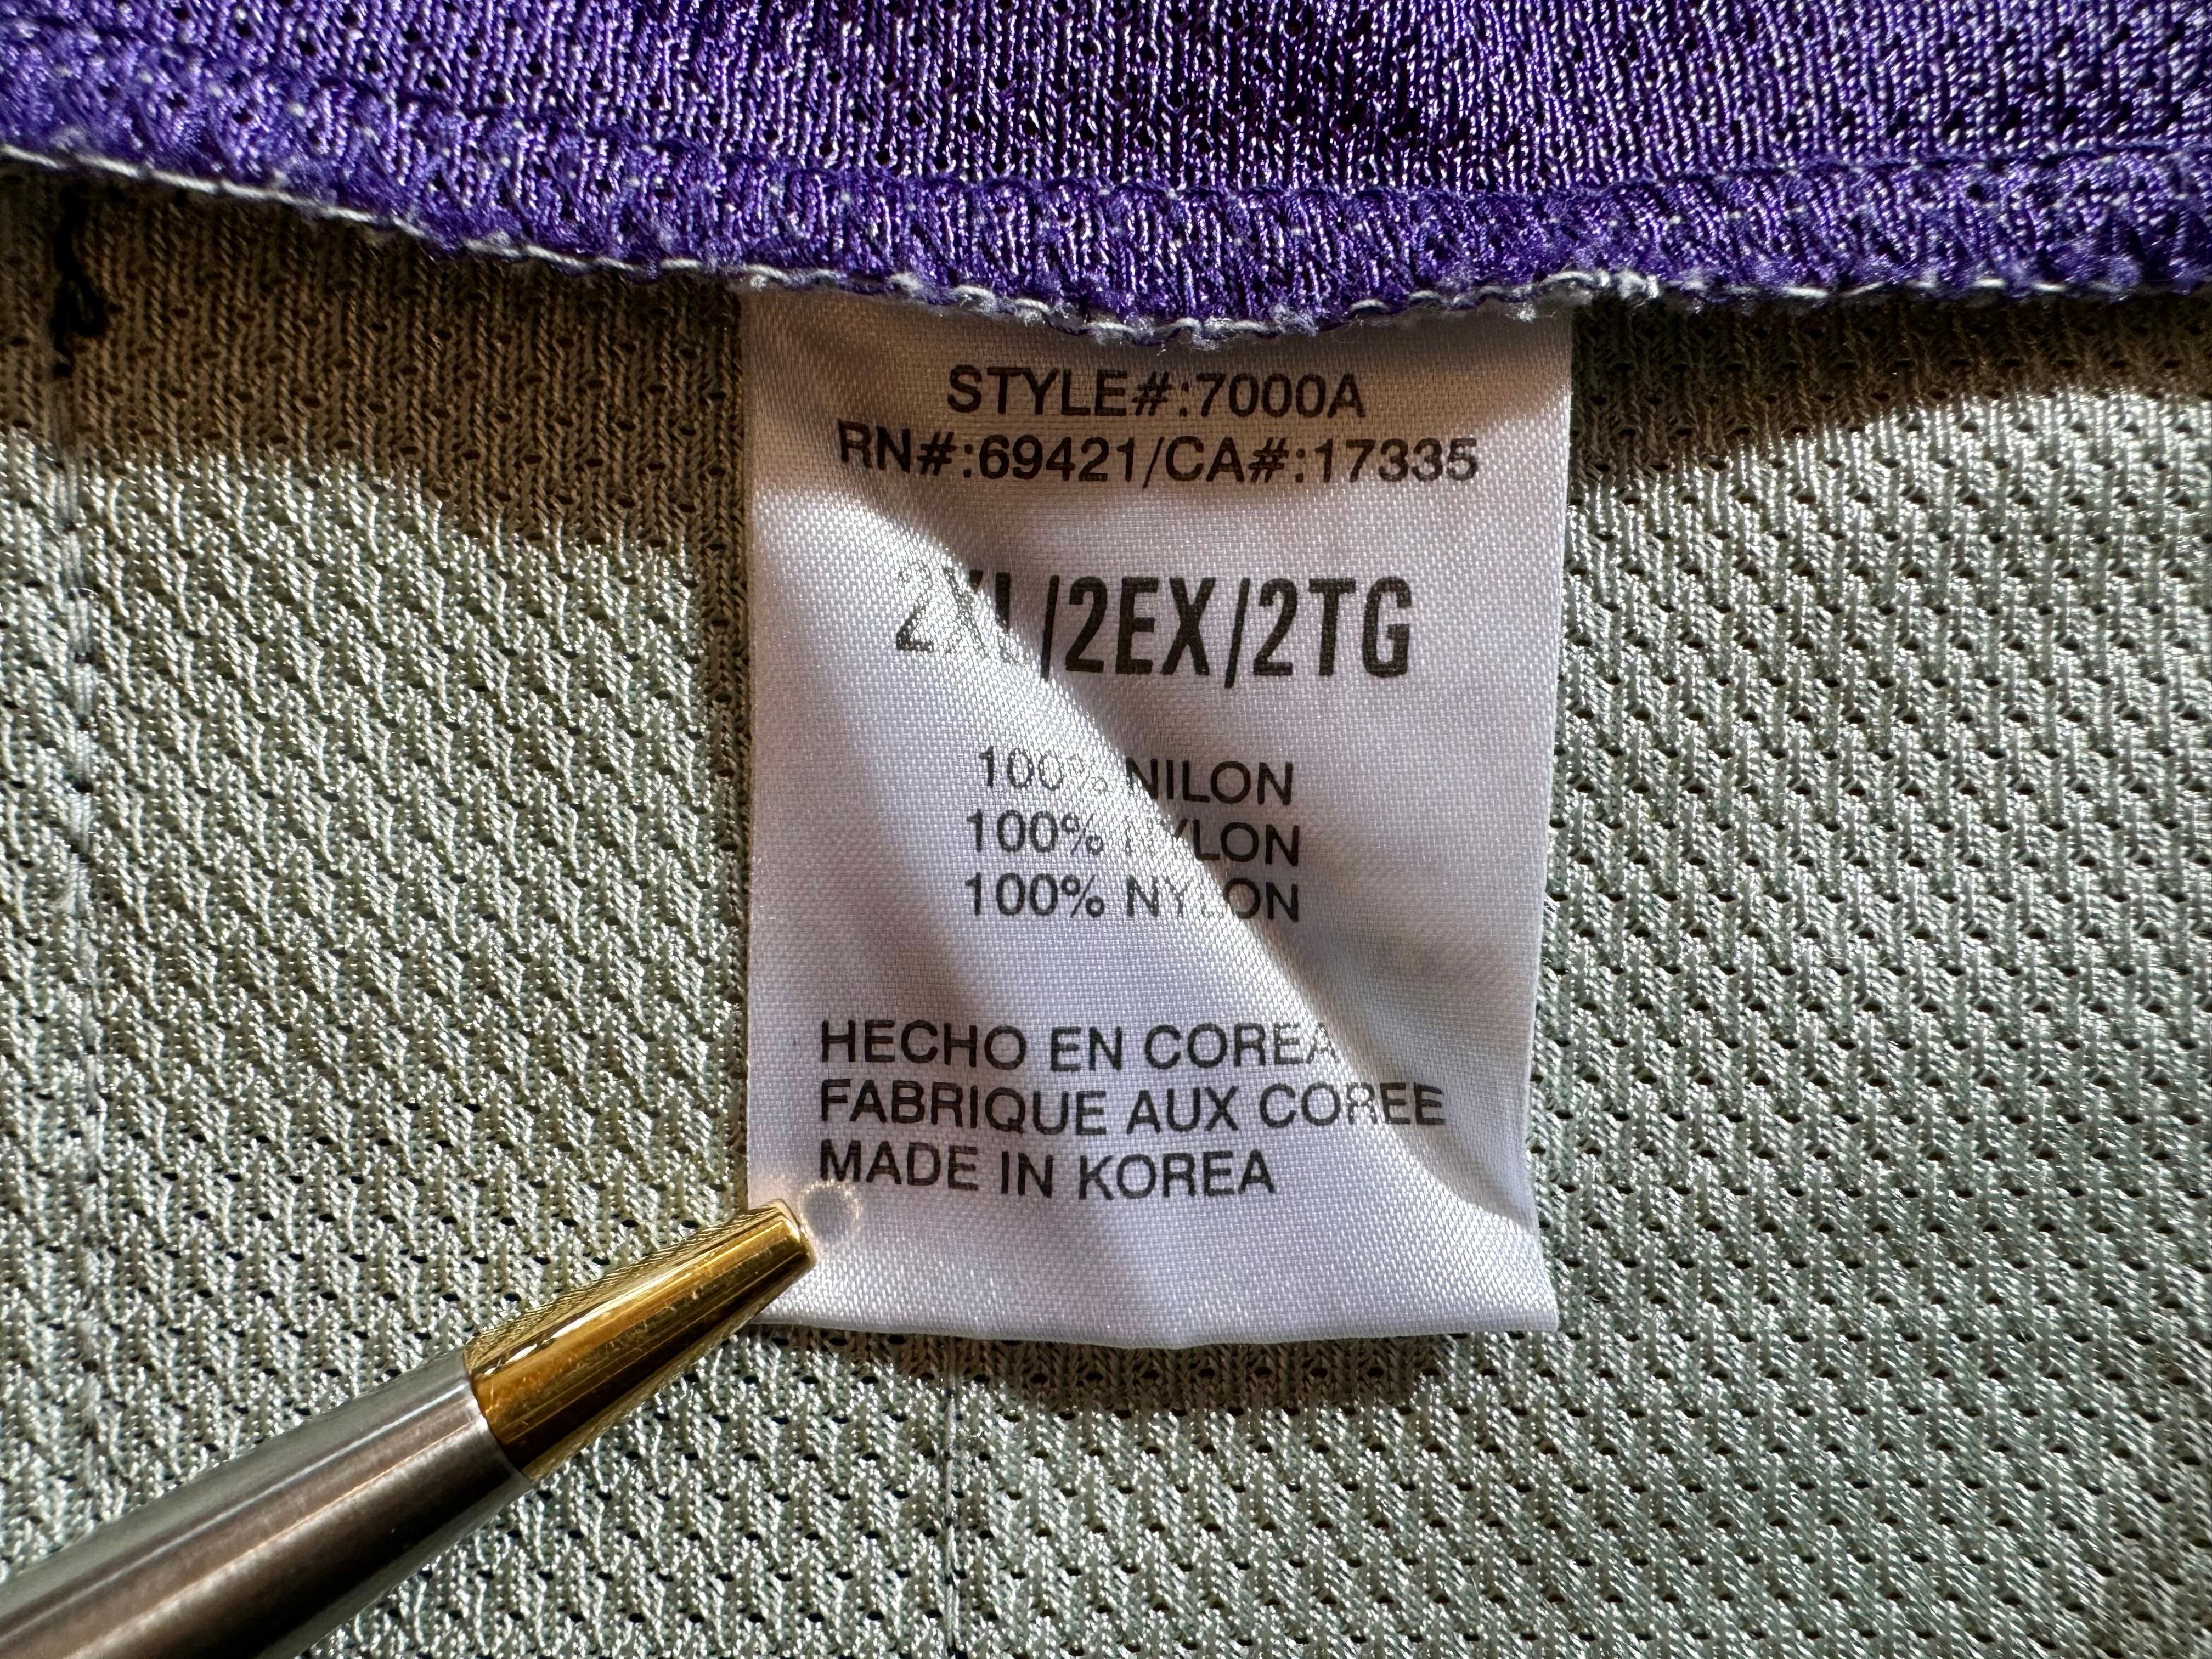 STYLE#:7000A
RN#:69421/CA#:17335
2XL/2EX/2TG
100% NILON
100% NYLON
100% NYLON
HECHO EN COREA
FABRIQUE AUX COREE
MADE IN KOREA